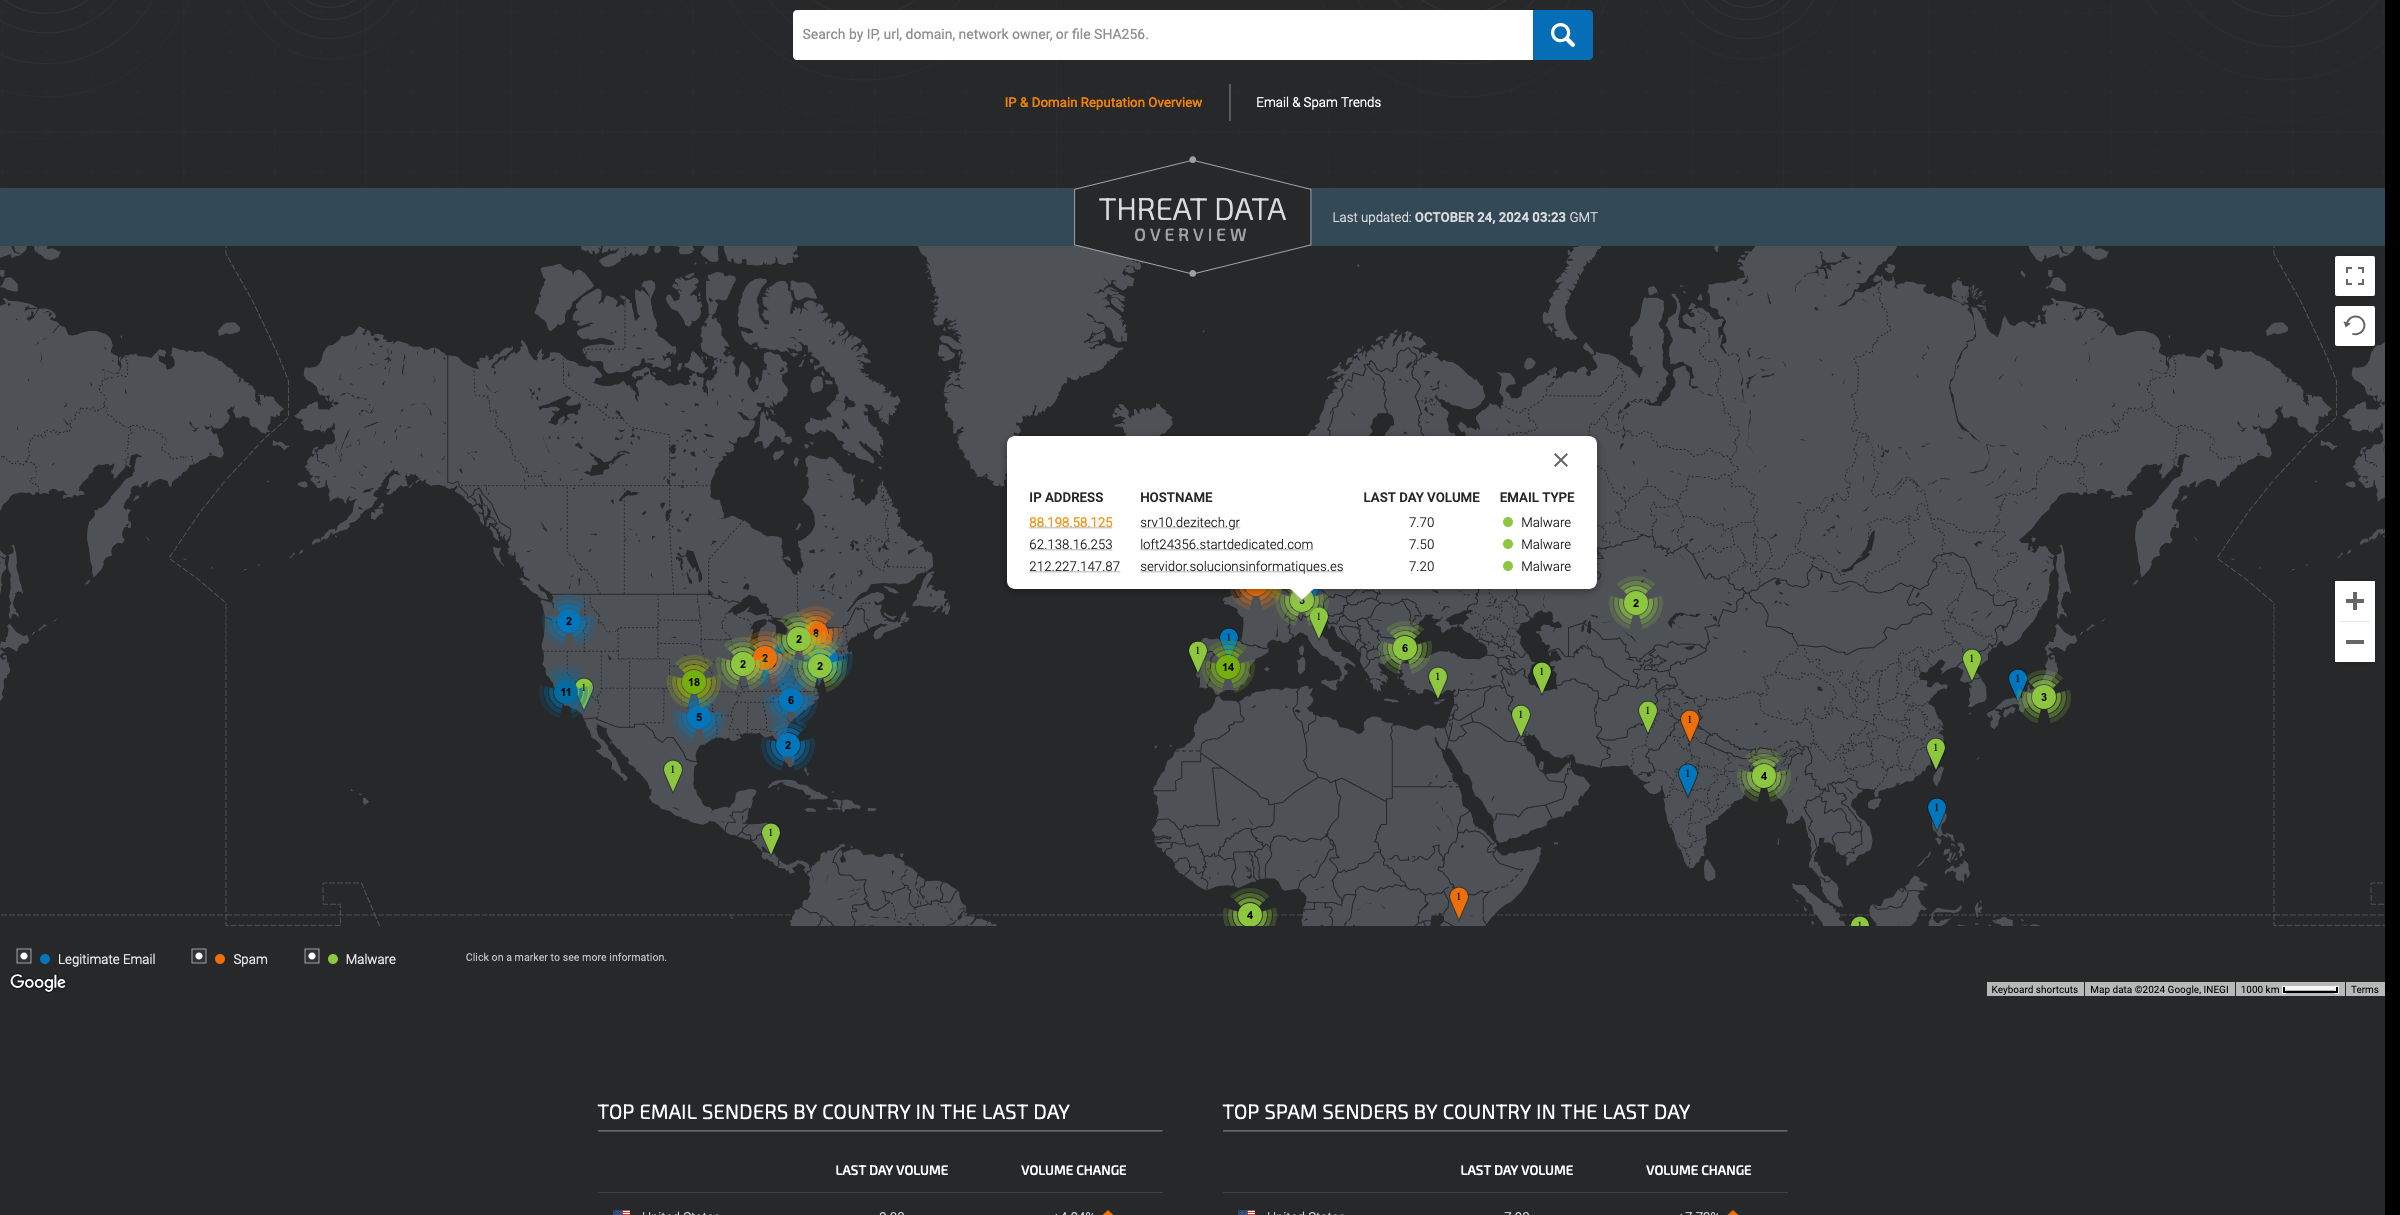 Search by IP, url, domain, network owner, or file SHA256.
IP & Domain Reputation Overview
Email & Spam Trends
THREAT DATA
OVERVIEW
Last updated: OCTOBER 24, 2024 03:23 GMT
IP ADDRESS HOSTNAME LAST DAY VOLUME EMAIL TYPE
88.198.58.125 srv10.dezitech.gr 7.70 Malware
62.138.16.253 loft24356.startdedicated.com 7.50 Malware
212.227.147.87 servidor.solucionsinformatiques.es 7.20 Malware
2
2
8
2
2
2
18
11
1
5
6
2
1
1
1
1
14
1
6
1
1
1
2
1
1
1
4
1
1
3
1
1
4
1
Legitimate Email
Spam
Malware
Click on a marker to see more information.
Google
Keyboard shortcuts
Map data ©2024 Google, INEGI
1000 km
Terms
TOP EMAIL SENDERS BY COUNTRY IN THE LAST DAY
LAST DAY VOLUME VOLUME CHANGE
United States
TOP SPAM SENDERS BY COUNTRY IN THE LAST DAY
LAST DAY VOLUME VOLUME CHANGE
United States